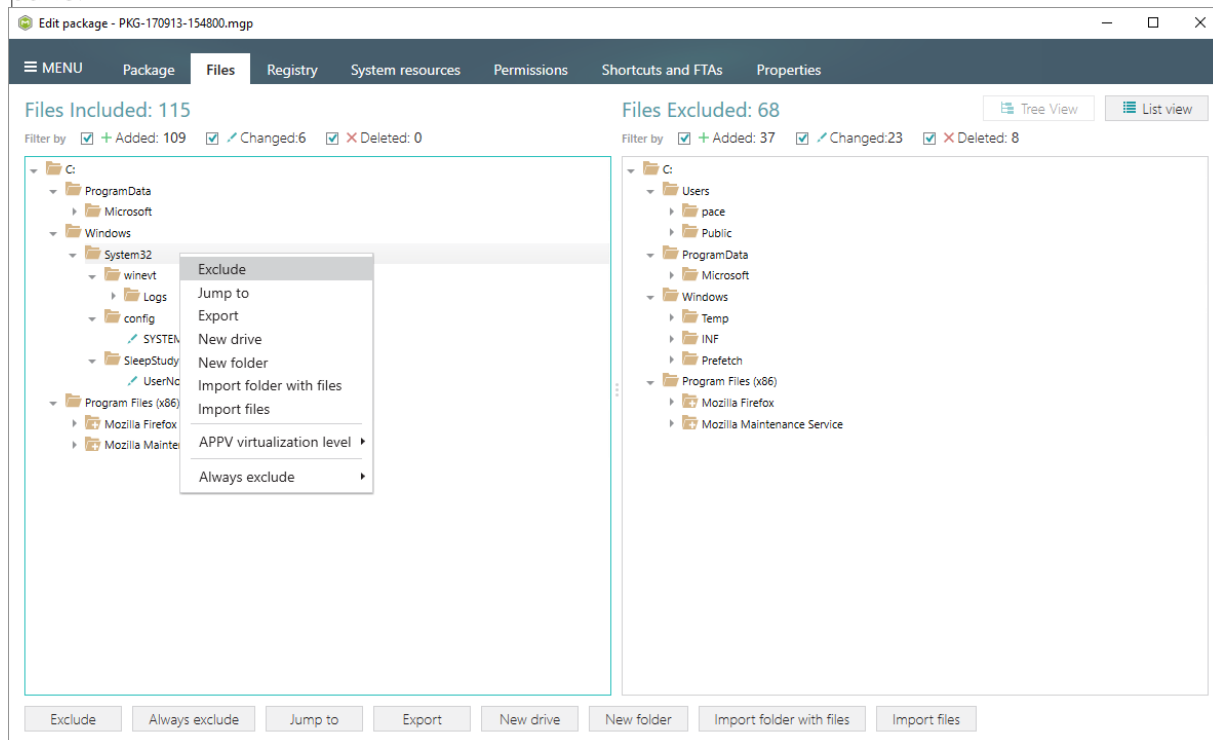 Edit package - PKG-170913-154800.mgp
MENU Package Files Registry System resources Permissions Shortcuts and FTAs Properties
Files Included: 115
Filter by Added: 109 Changed:6 Deleted: 0
C:
ProgramData
Microsoft
Windows
System32
winevt
Logs
config
SYSTEM
SleepStudy
UserNo
Program Files (x86)
Mozilla Firefox
Mozilla Mainte
Exclude
Jump to
Export
New drive
New folder
Import folder with files
Import files
APPV virtualization level
Always exclude
Files Excluded: 68
Tree View List view
Filter by Added: 37 Changed:23 Deleted: 8
C:
Users
pace
Public
ProgramData
Microsoft
Windows
Temp
INF
Prefetch
Program Files (x86)
Mozilla Firefox
Mozilla Maintenance Service
Exclude Always exclude Jump to Export New drive New folder Import folder with files Import files